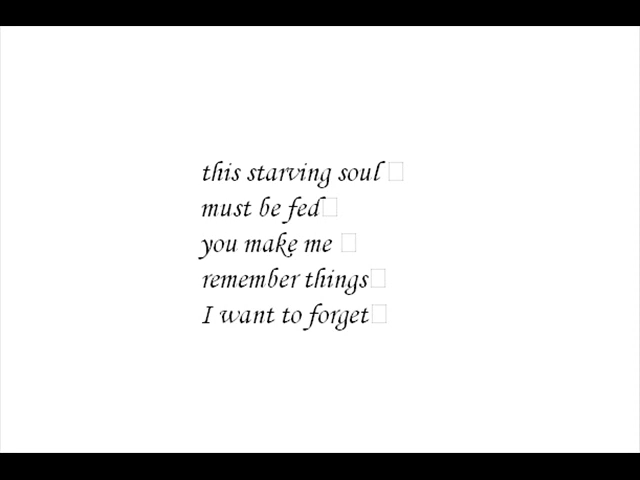 this starving soul
must be fed
you make me
remember things
I want to forget